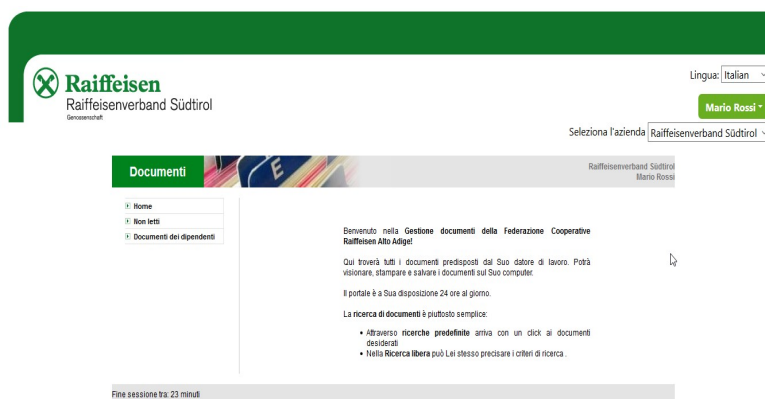 Raiffeisen
Raiffeisenverband Südtirol
Genossenschaft
Lingua: Italian
Mario Rossi
Seleziona l'azienda Raiffeisenverband Südtirol
Documenti
E
Raiffeisenverband Südtirol
Mario Rossi
Home
Non letti
Documenti dei dipendenti
Benvenuto nella Gestione documenti della Federazione Cooperative
Raiffeisen Alto Adige!
Qui troverà tutti i documenti predisposti dal Suo datore di lavoro. Potrà
visionare, stampare e salvare i documenti sul Suo computer.
Il portale è a Sua disposizione 24 ore al giorno.
La ricerca di documenti è piuttosto semplice:
• Attraverso ricerche predefinite arriva con un click ai documenti
desiderati
• Nella Ricerca libera può Lei stesso precisare i criteri di ricerca .
Fine sessione tra: 23 minuti